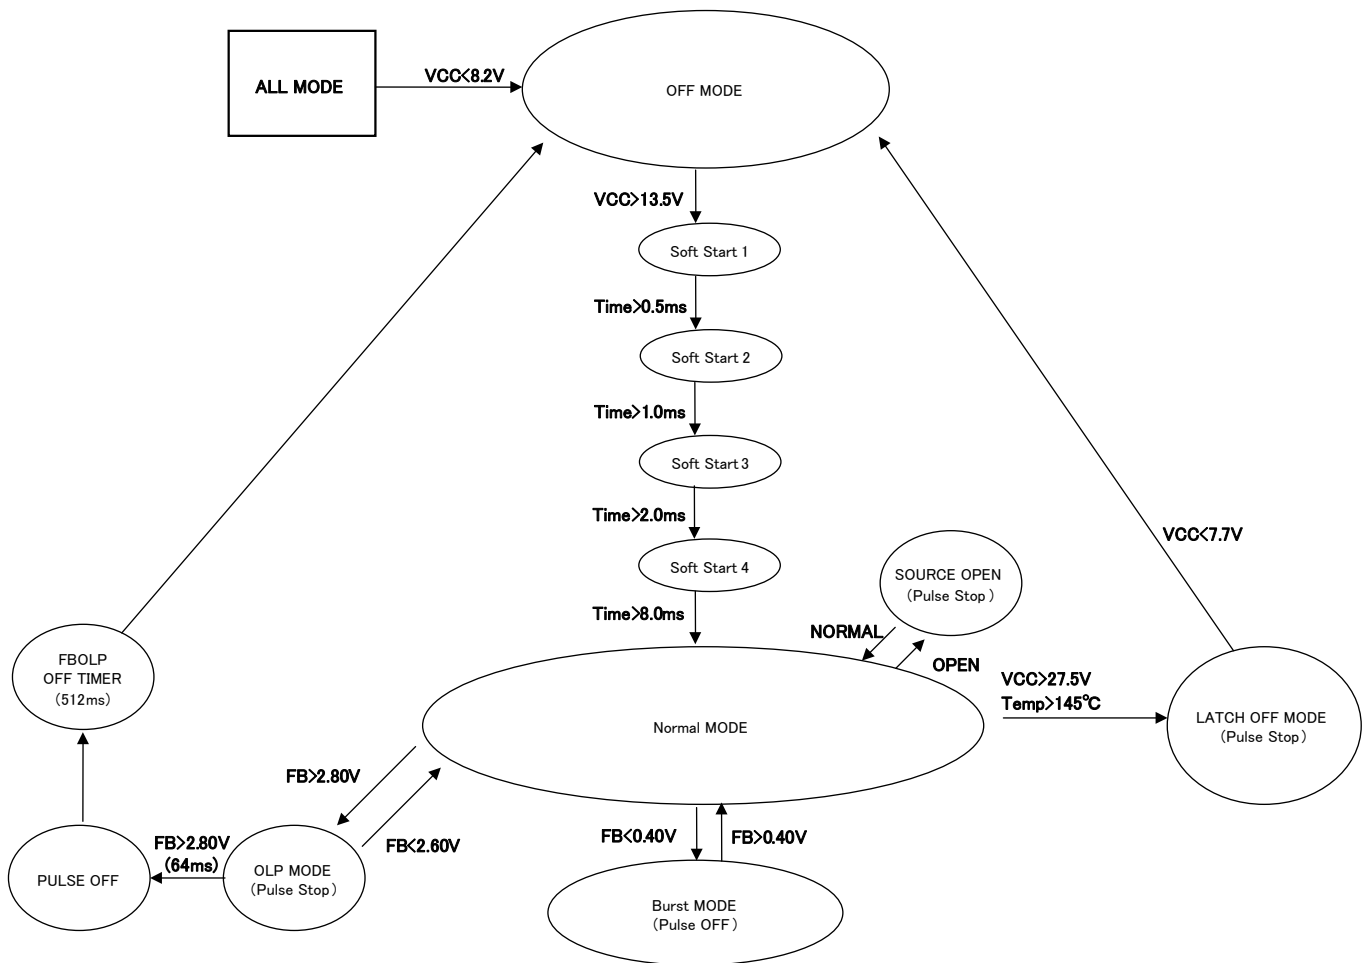 ALL MODE
VCC<8.2V
OFF MODE
VCC>13.5V
Soft Start 1
Time>0.5ms
Soft Start 2
Time>1.0ms
Soft Start 3
Time>2.0ms
Soft Start 4
Time>8.0ms
SOURCE OPEN
(Pulse Stop)
NORMAL
OPEN
VCC<7.7V
VCC>27.5V
Temp>145℃
LATCH OFF MODE
(Pulse Stop)
Normal MODE
FBOLP
OFF TIMER
(512ms)
FB>2.80V
FB<2.60V
FB>2.80V
(64ms)
PULSE OFF
OLP MODE
(Pulse Stop)
FB<0.40V
FB>0.40V
Burst MODE
(Pulse OFF)